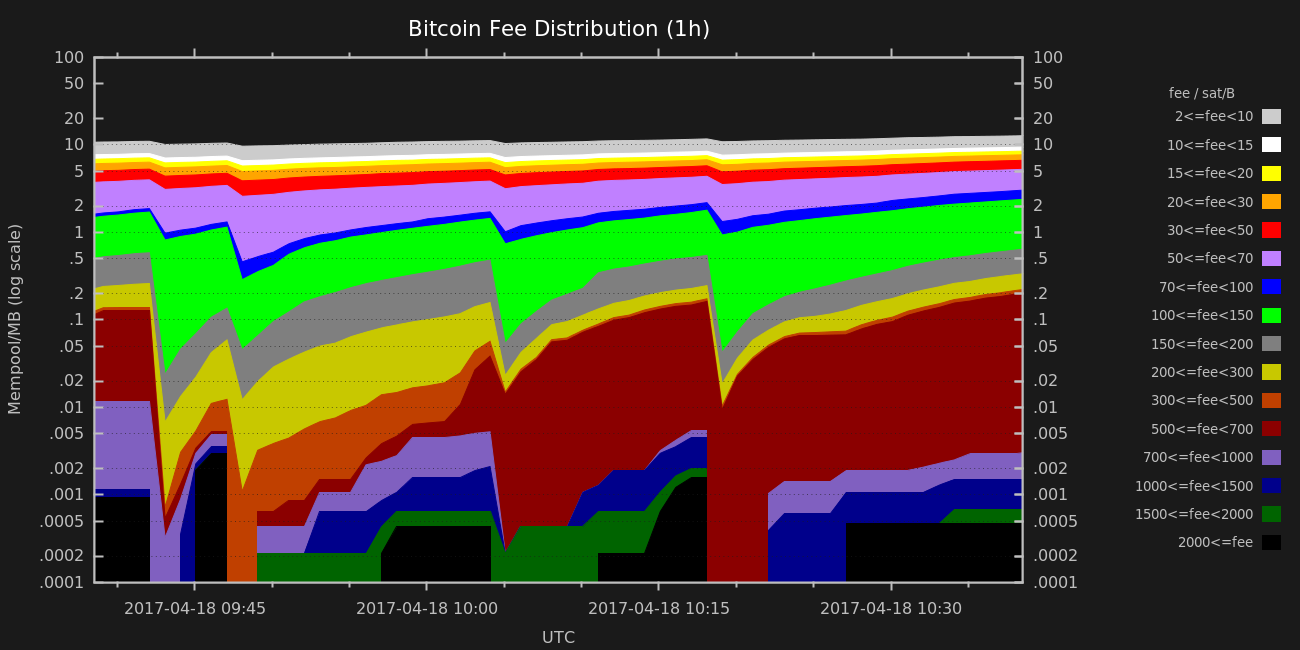 Bitcoin Fee Distribution (1h)
100 100
50 50
20 20
10 10
5 5
2 2
1 1
.5 .5
.2 .2
.1 .1
.05 .05
.02 .02
.01 .01
.005 .005
.002 .002
.001 .001
.0005 .0005
.0002 .0002
.0001 .0001
Mempool/MB (log scale)
2017-04-18 09:45 2017-04-18 10:00 2017-04-18 10:15 2017-04-18 10:30
UTC
fee / sat/B
2<=fee<10
10<=fee<15
15<=fee<20
20<=fee<30
30<=fee<50
50<=fee<70
70<=fee<100
100<=fee<150
150<=fee<200
200<=fee<300
300<=fee<500
500<=fee<700
700<=fee<1000
1000<=fee<1500
1500<=fee<2000
2000<=fee